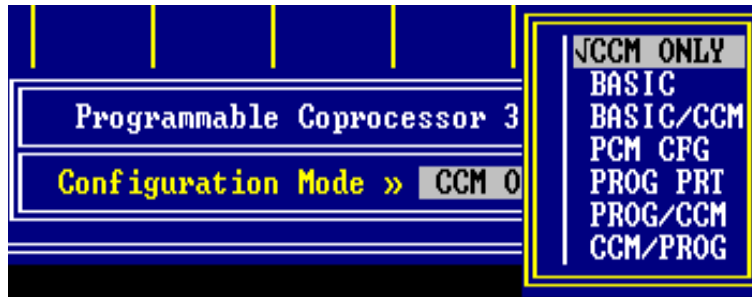 Programmable Coprocessor 3
Configuration Mode » CCM O
√CCM ONLY
BASIC
BASIC/CCM
PCM CFG
PROG PRT
PROG/CCM
CCM/PROG